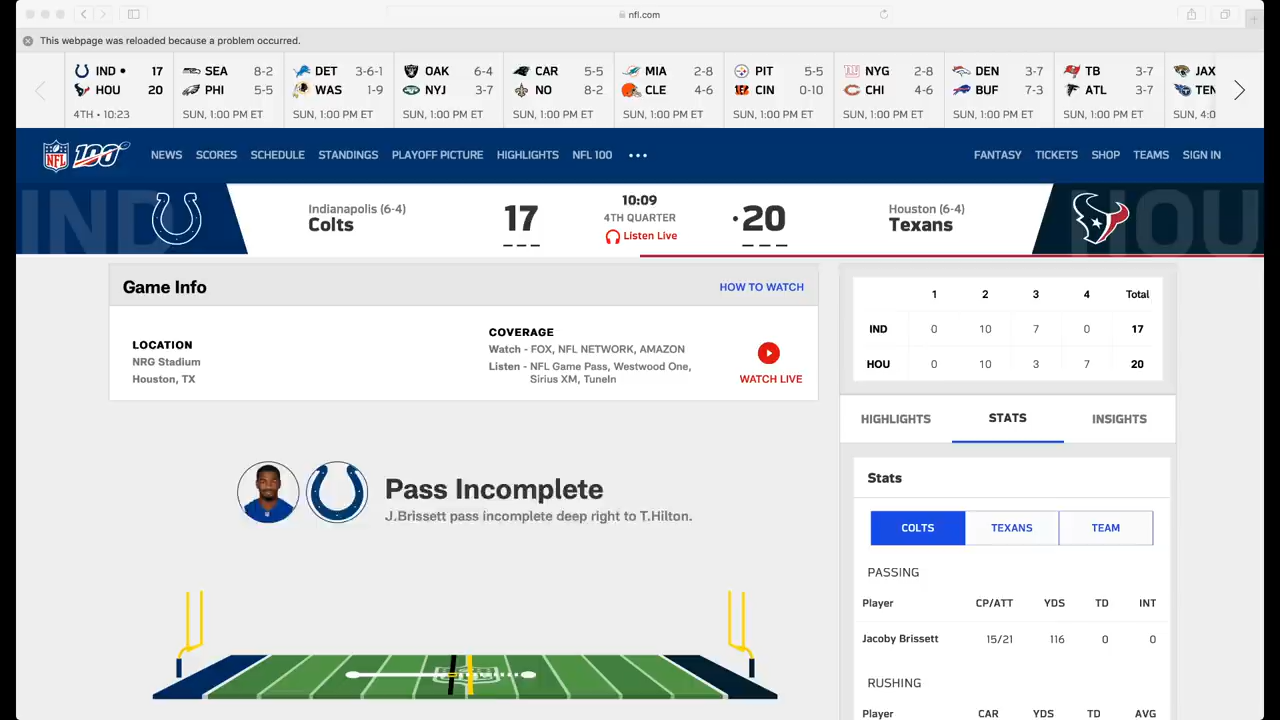 nfl.com
This webpage was reloaded because a problem occurred.
IND • 17
HOU 20
4TH • 10:23
SEA 8-2
PHI 5-5
SUN, 1:00 PM ET
DET 3-6-1
WAS 1-9
SUN, 1:00 PM ET
OAK 6-4
NYJ 3-7
SUN, 1:00 PM ET
CAR 5-5
NO 8-2
SUN, 1:00 PM ET
MIA 2-8
CLE 4-6
SUN, 1:00 PM ET
PIT 5-5
CIN 0-10
SUN, 1:00 PM ET
NYG 2-8
CHI 4-6
SUN, 1:00 PM ET
DEN 3-7
BUF 7-3
SUN, 1:00 PM ET
TB 3-7
ATL 3-7
SUN, 1:00 PM ET
JAX
TEN
SUN, 4:0
NFL 100 NEWS SCORES SCHEDULE STANDINGS PLAYOFF PICTURE HIGHLIGHTS NFL 100 ••• FANTASY TICKETS SHOP TEAMS SIGN IN
IND
Indianapolis (6-4)
Colts
17
10:09
4TH QUARTER
Listen Live
20
Houston (6-4)
Texans
HOU
Game Info HOW TO WATCH
LOCATION
NRG Stadium
Houston, TX
COVERAGE
Watch - FOX, NFL NETWORK, AMAZON
Listen - NFL Game Pass, Westwood One,
Sirius XM, TuneIn
WATCH LIVE
Pass Incomplete
J.Brissett pass incomplete deep right to T.Hilton.
1 2 3 4 Total
IND 0 10 7 0 17
HOU 0 10 3 7 20
HIGHLIGHTS STATS INSIGHTS
Stats
COLTS TEXANS TEAM
PASSING
Player CP/ATT YDS TD INT
Jacoby Brissett 15/21 116 0 0
RUSHING
Player CAR YDS TD AVG